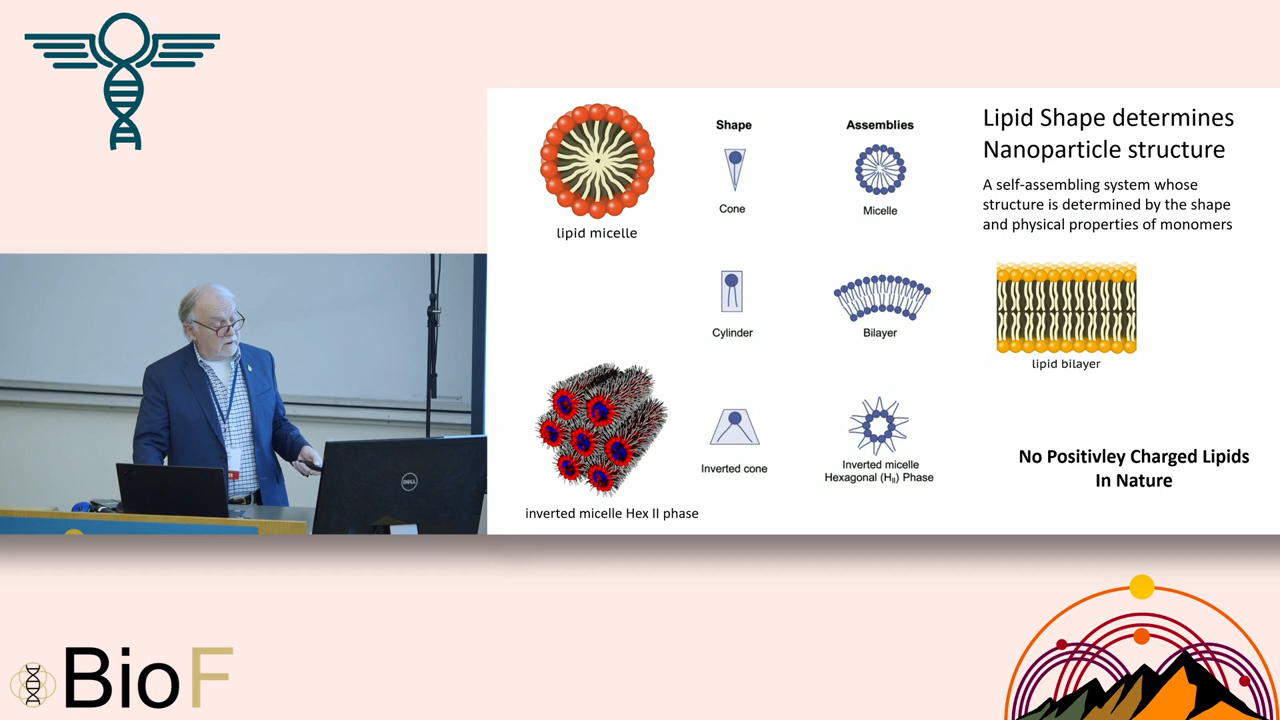 Shape
Assemblies
Lipid Shape determines
Nanoparticle structure
A self-assembling system whose
structure is determined by the shape
and physical properties of monomers
Cone
Micelle
lipid micelle
Cylinder
Bilayer
lipid bilayer
Inverted cone
Inverted micelle
Hexagonal (HII) Phase
No Positivley Charged Lipids
In Nature
inverted micelle Hex II phase
DELL
BioF